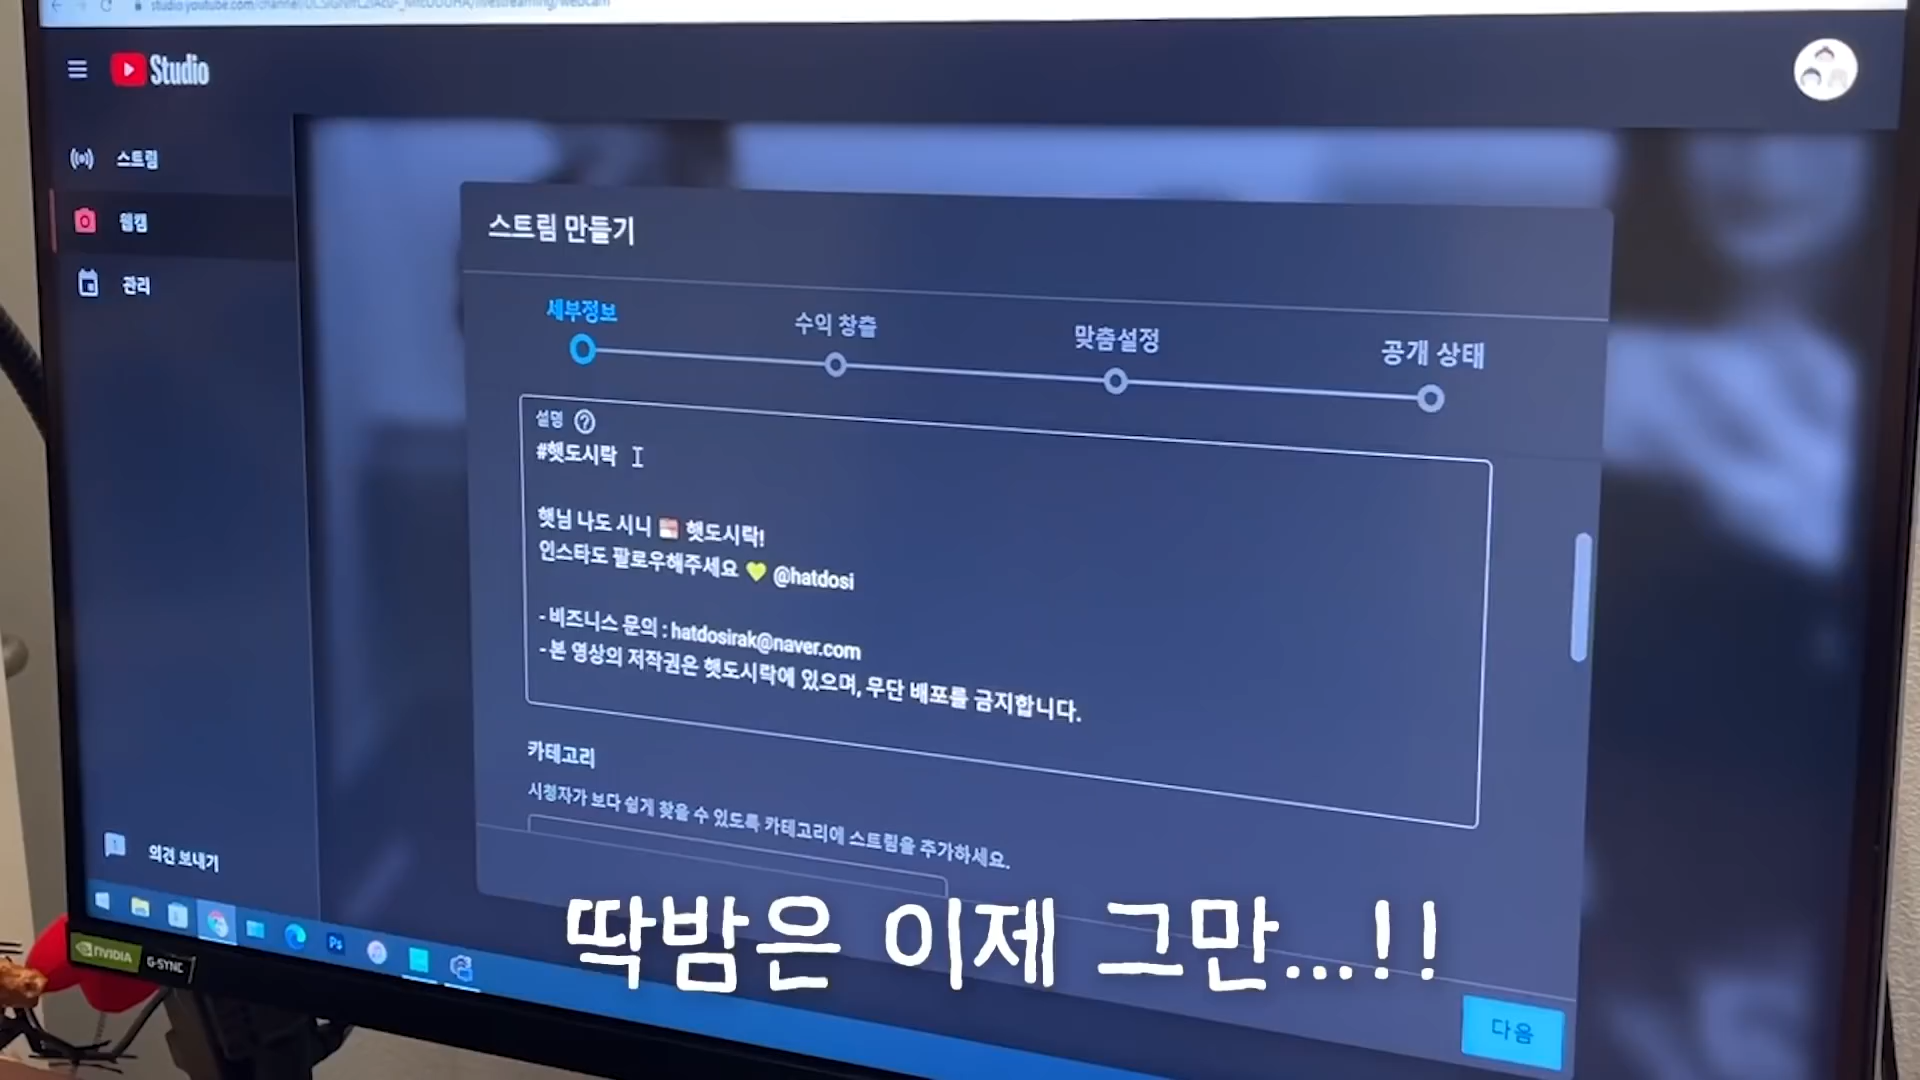 Studio
스트림
웹캠
관리
스트림 만들기
세부정보
수익 창출
맞춤설정
공개 상태
설명
#햇도시락
햇님 나도 시니 🍱 햇도시락!
인스타도 팔로우해주세요 💛 @hatdosi
- 비즈니스 문의 : hatdosirak@naver.com
- 본 영상의 저작권은 햇도시락에 있으며, 무단 배포를 금지합니다.
카테고리
시청자가 보다 쉽게 찾을 수 있도록 카테고리에 스트림을 추가하세요.
의견 보내기
Ps
NVIDIA G-SYNC
딱밤은 이제 그만...!!
다음